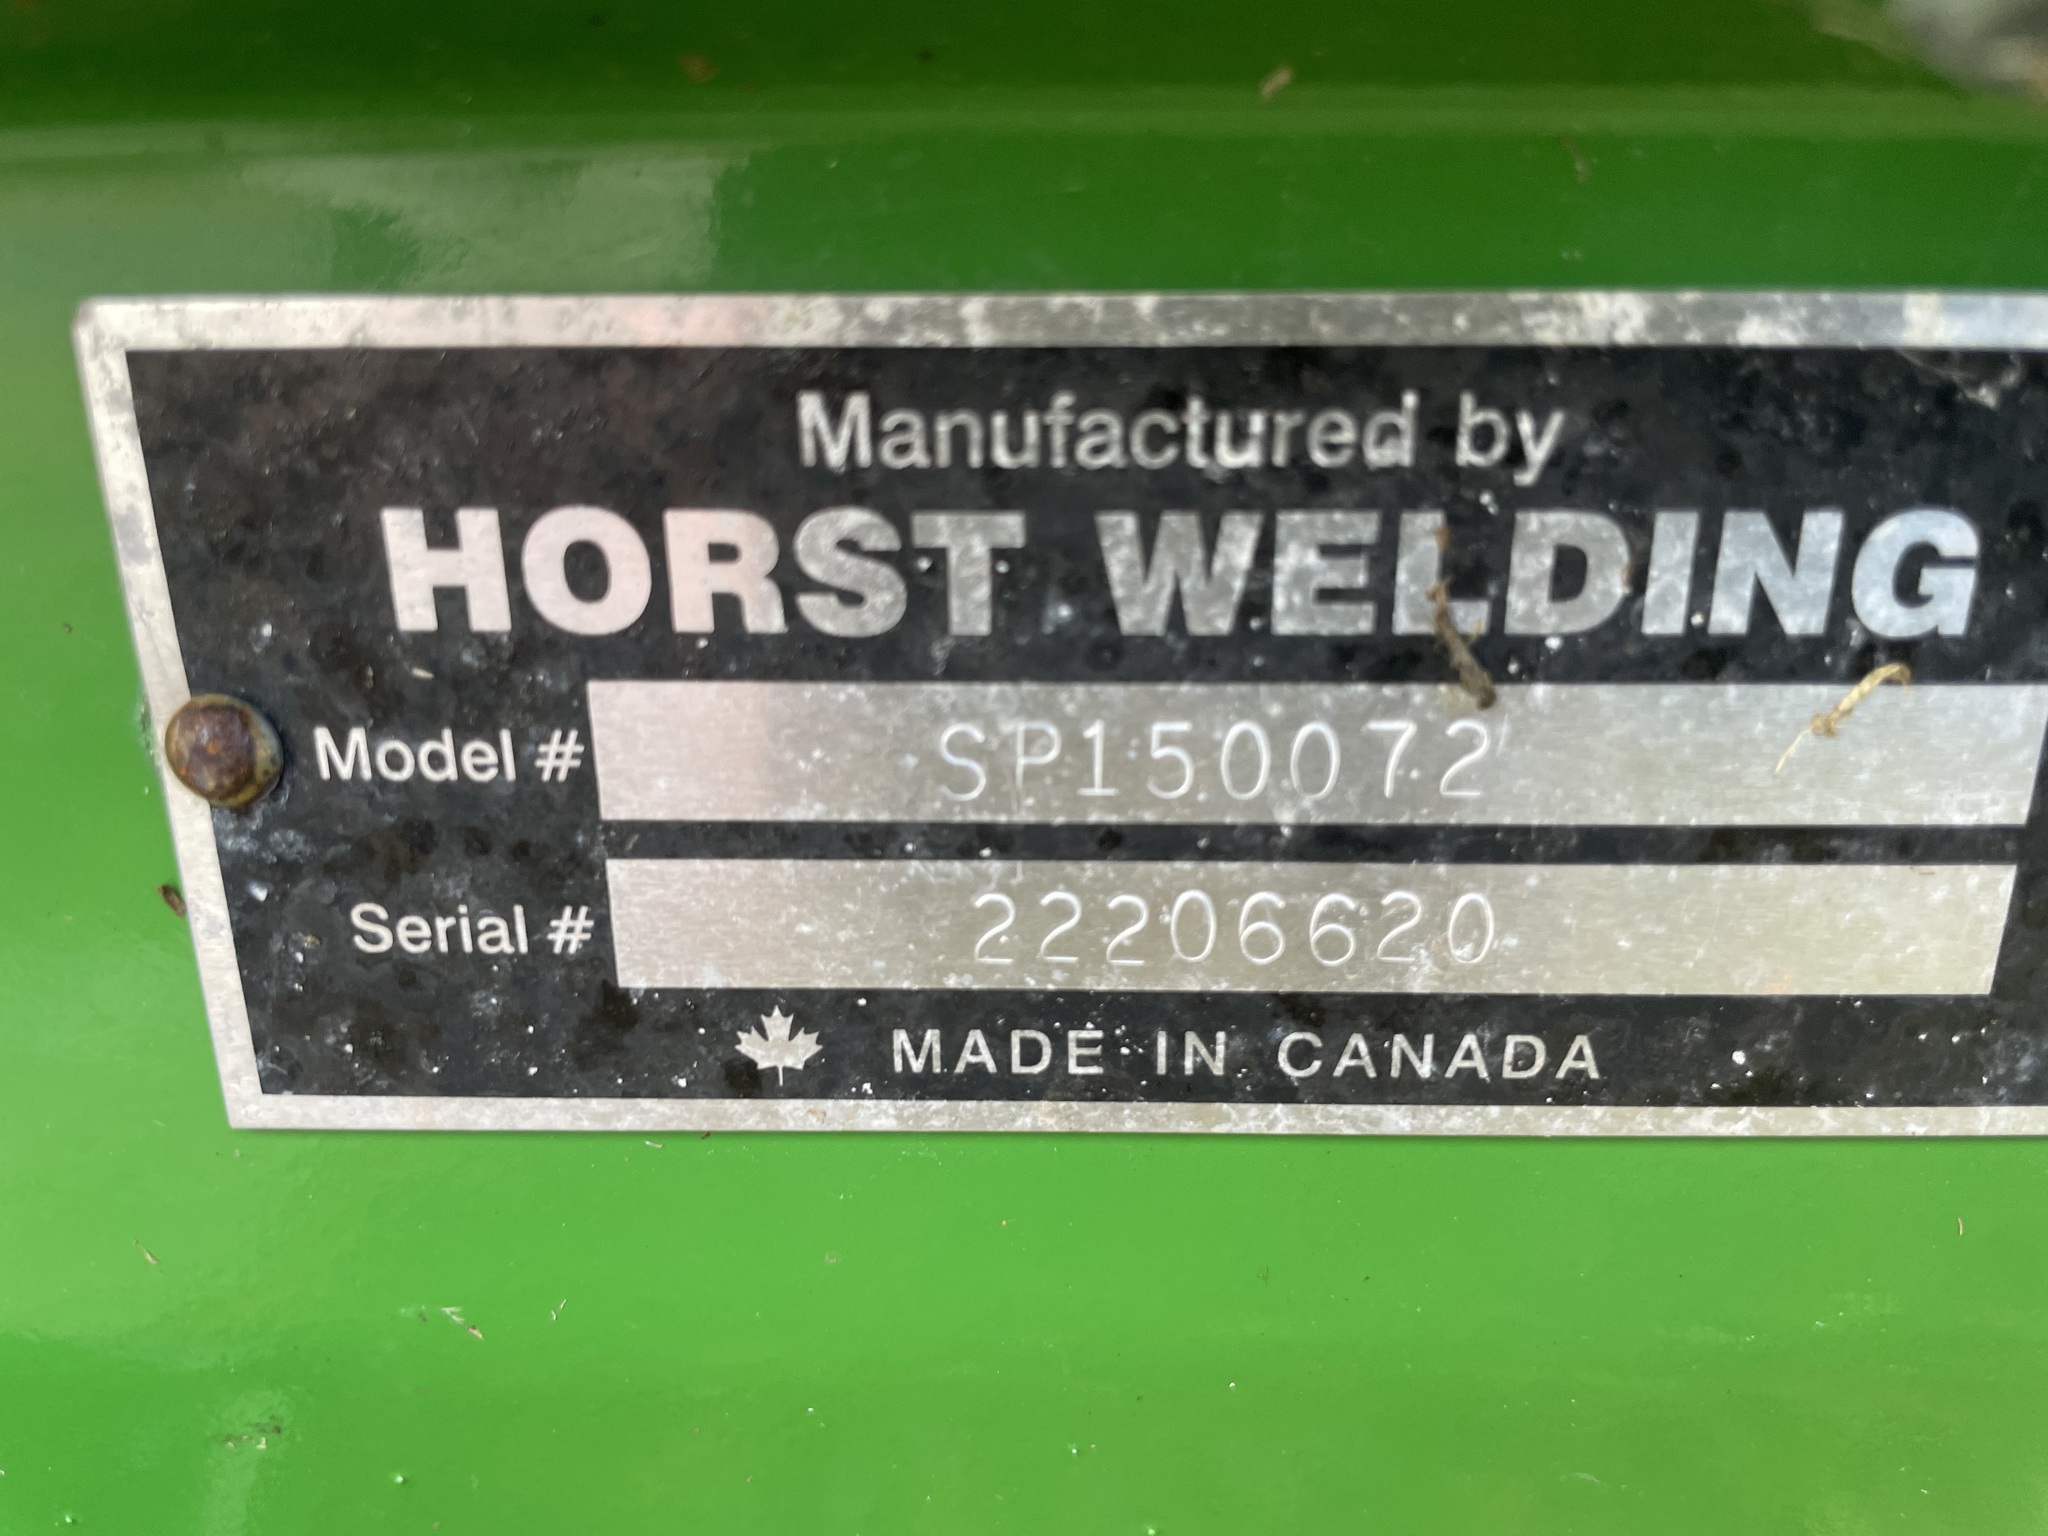 Manufactured by
HORST WELDING
Model # SP150072
Serial # 22206620
MADE IN CANADA